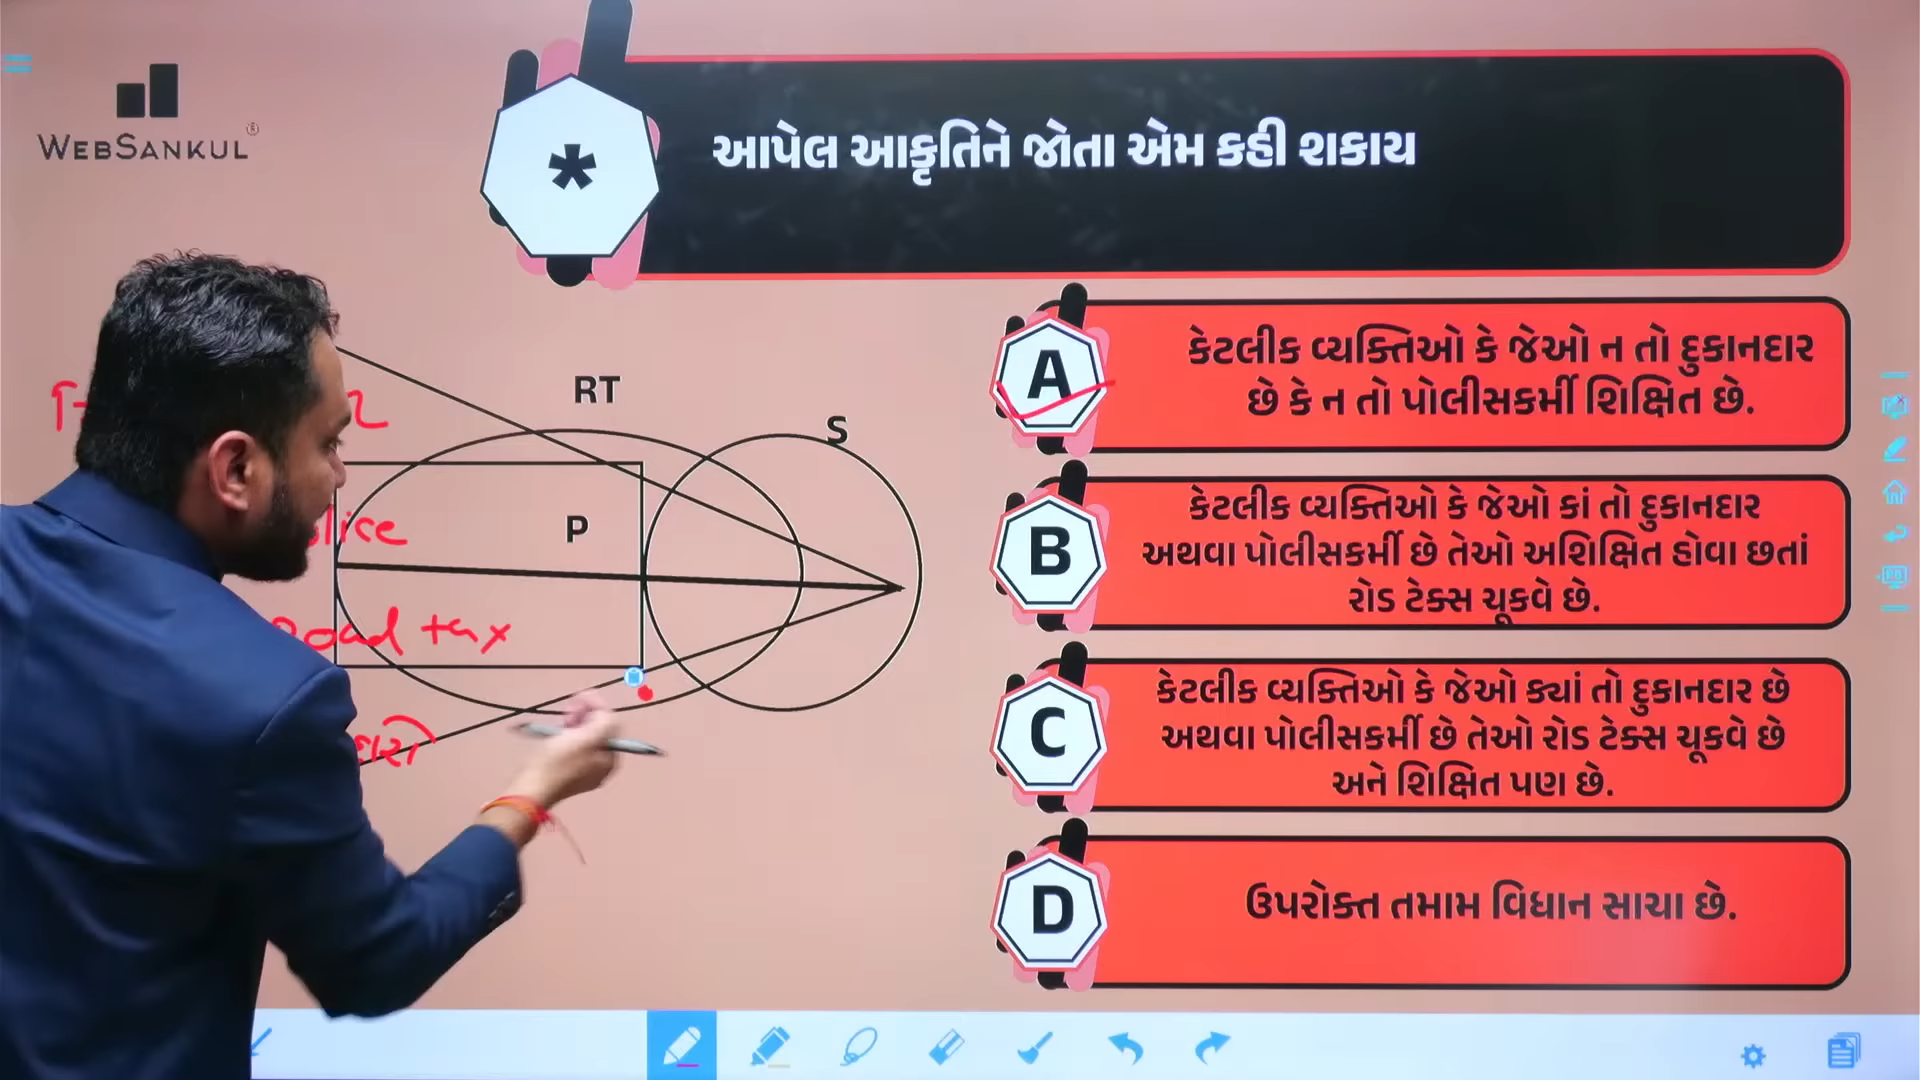 WEBSANKUL®
*
આપેલ આકૃતિને જોતા એમ કહી શકાય
RT
S
P
lice
Road tax
A
કેટલીક વ્યક્તિઓ કે જેઓ ન તો દુકાનદાર
છે કે ન તો પોલીસકર્મી શિક્ષિત છે.
B
કેટલીક વ્યક્તિઓ કે જેઓ કાં તો દુકાનદાર
અથવા પોલીસકર્મી છે તેઓ અશિક્ષિત હોવા છતાં
રોડ ટેક્સ ચૂકવે છે.
C
કેટલીક વ્યક્તિઓ કે જેઓ ક્યાં તો દુકાનદાર છે
અથવા પોલીસકર્મી છે તેઓ રોડ ટેક્સ ચૂકવે છે
અને શિક્ષિત પણ છે.
D
ઉપરોક્ત તમામ વિધાન સાચા છે.